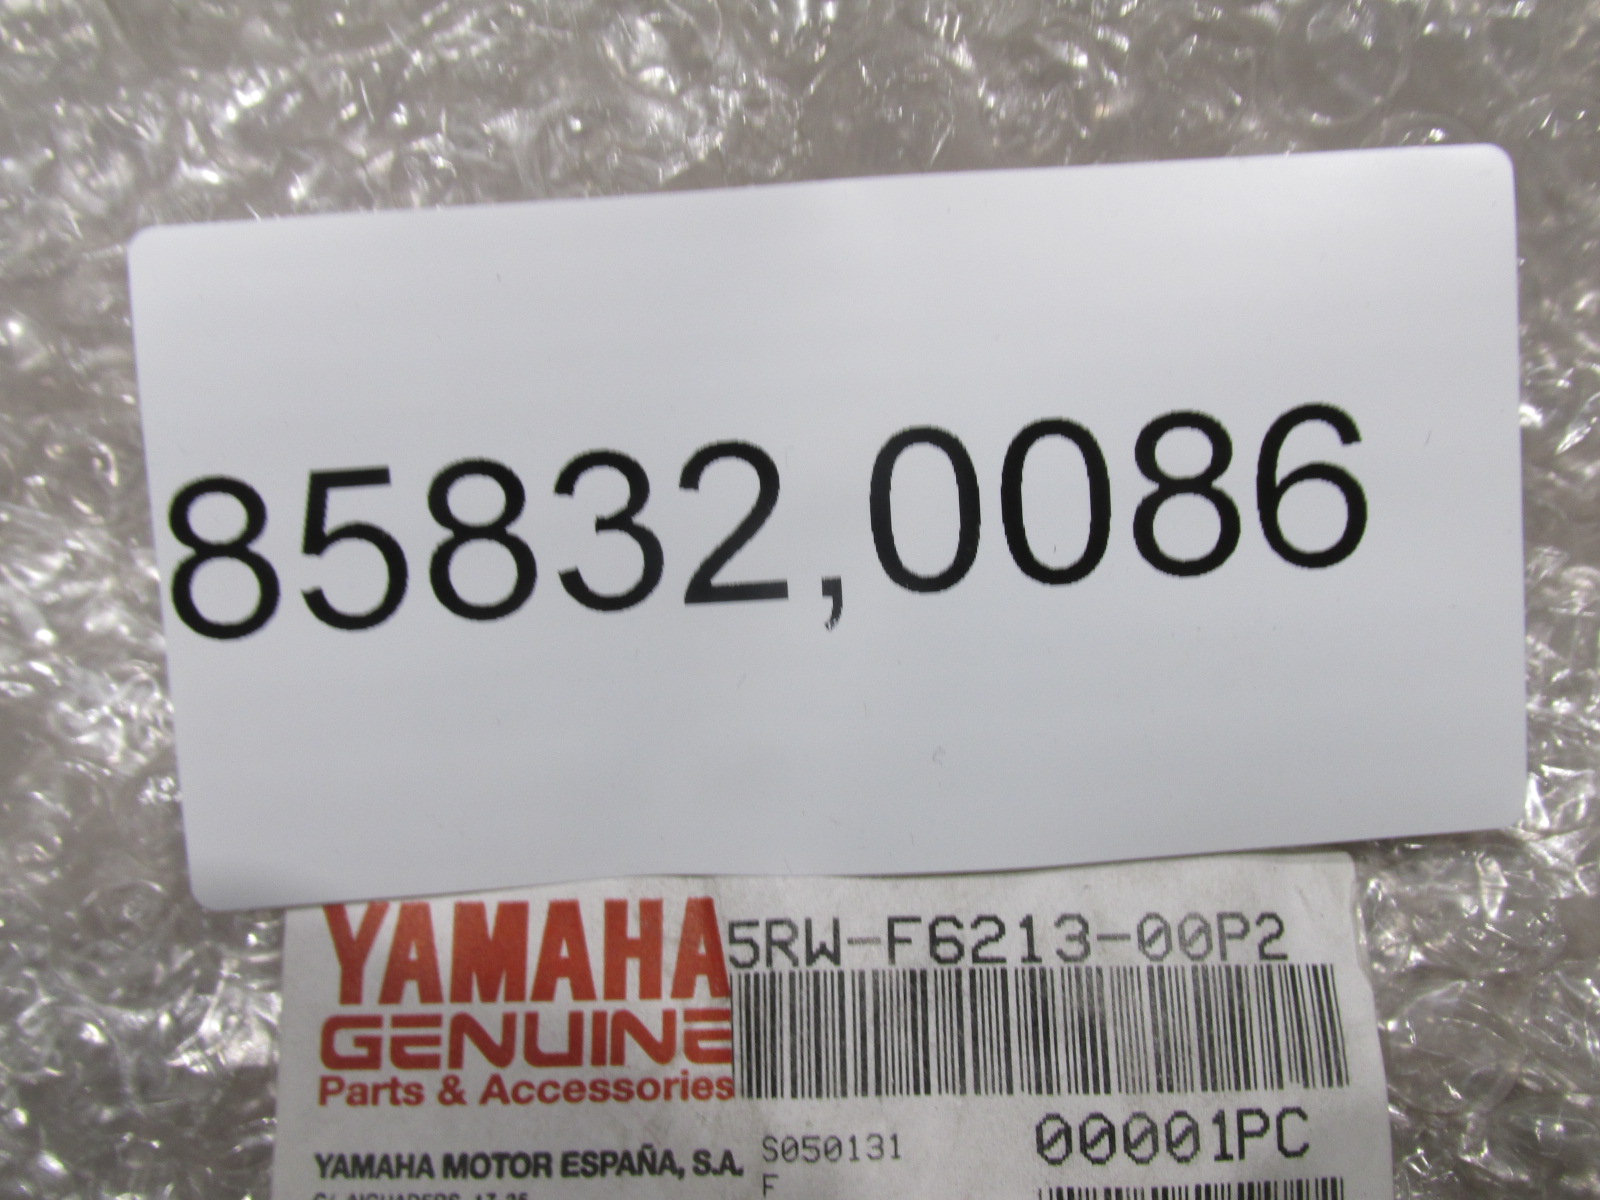 85832,0086
YAMAHA
GENUINE
Parts & Accessories
5RW-F6213-00P2
YAMAHA MOTOR ESPAÑA, S.A.
S050131
00001PC
F